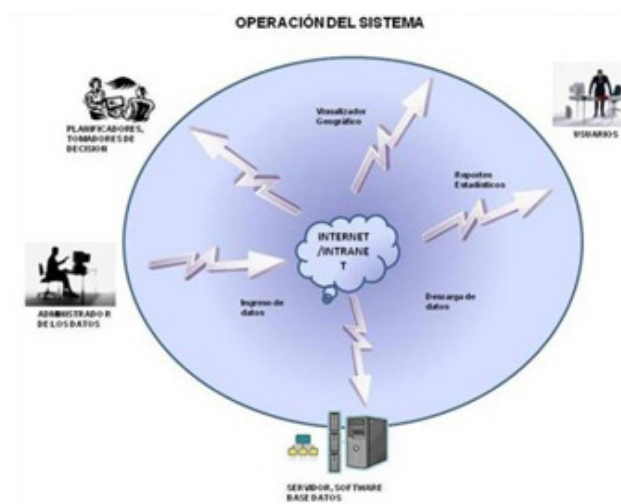 OPERACIÓN DEL SISTEMA
PLANIFICADORES,
TOMADORES DE
DECISION
Visualizador
Geográfico
USUARIOS
Reportes
Estadísticos
INTERNET
/INTRANE
T
ADMINISTRADOR
DE LOS DATOS
Ingreso de
datos
Descarga de
datos
SERVIDOR, SOFTWARE
BASE DATOS